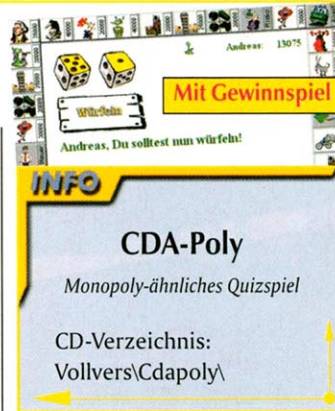 Andreas: 13075
Mit Gewinnspiel
Würfeln
Andreas, Du solltest nun würfeln!
INFO
CDA-Poly
Monopoly-ähnliches Quizspiel
CD-Verzeichnis:
Vollvers\Cdapoly\